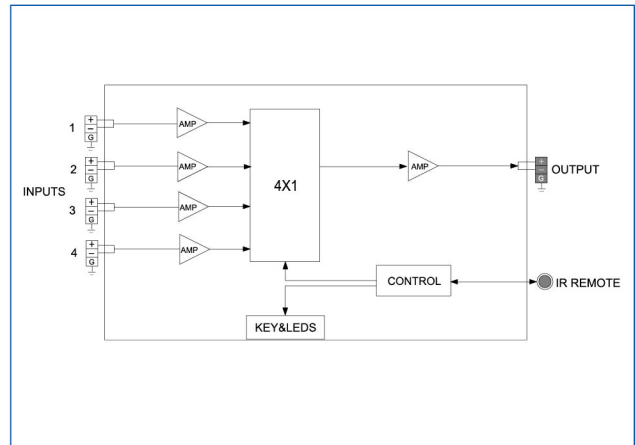 INPUTS
1
+
−
G
AMP
2
+
−
G
AMP
3
+
−
G
AMP
4
+
−
G
AMP
4X1
AMP
+
−
G
OUTPUT
CONTROL
IR REMOTE
KEY&LEDS